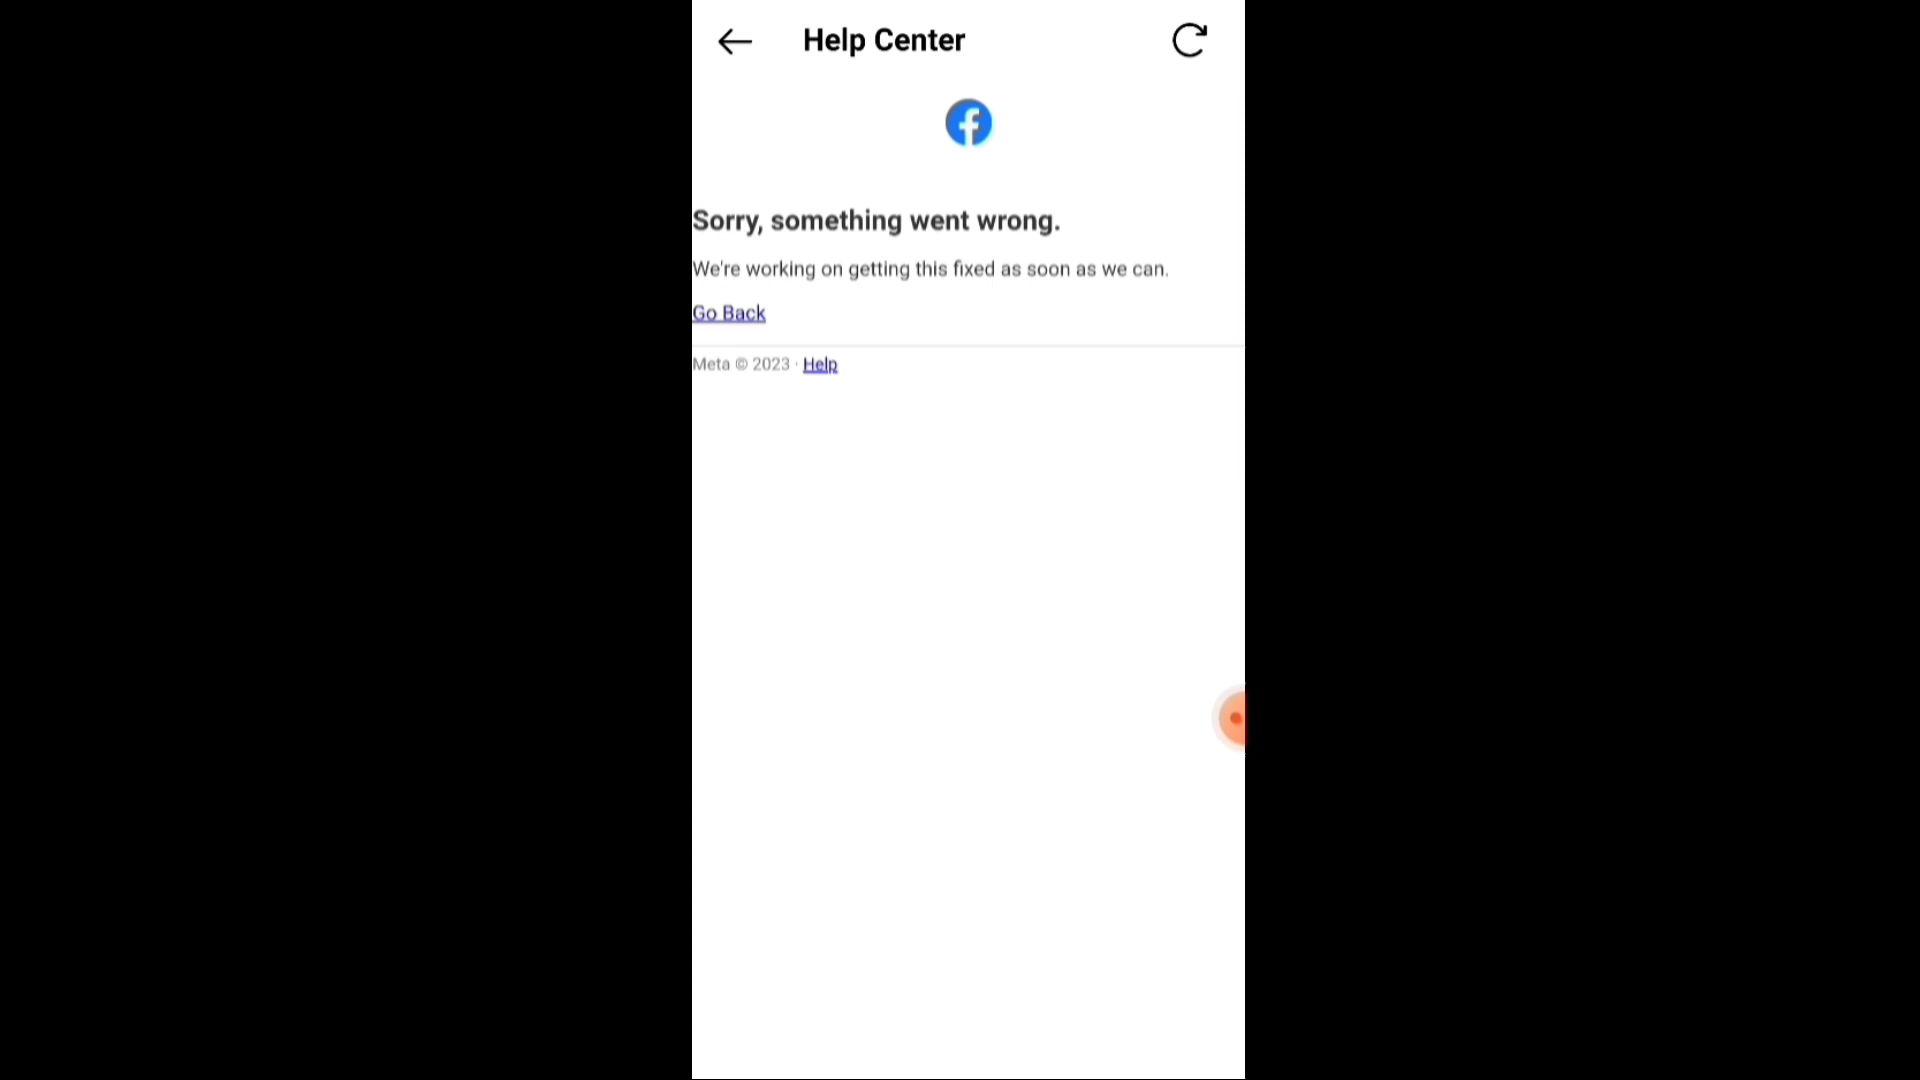 Help Center
Sorry, something went wrong.
We're working on getting this fixed as soon as we can.
Go Back
Meta © 2023 · Help